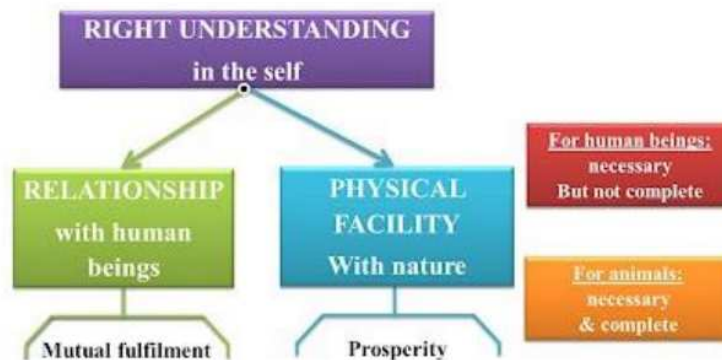 RIGHT UNDERSTANDING
in the self
RELATIONSHIP
with human
beings
PHYSICAL
FACILITY
With nature
For human beings:
necessary
But not complete
For animals:
necessary
& complete
Mutual fulfilment
Prosperity